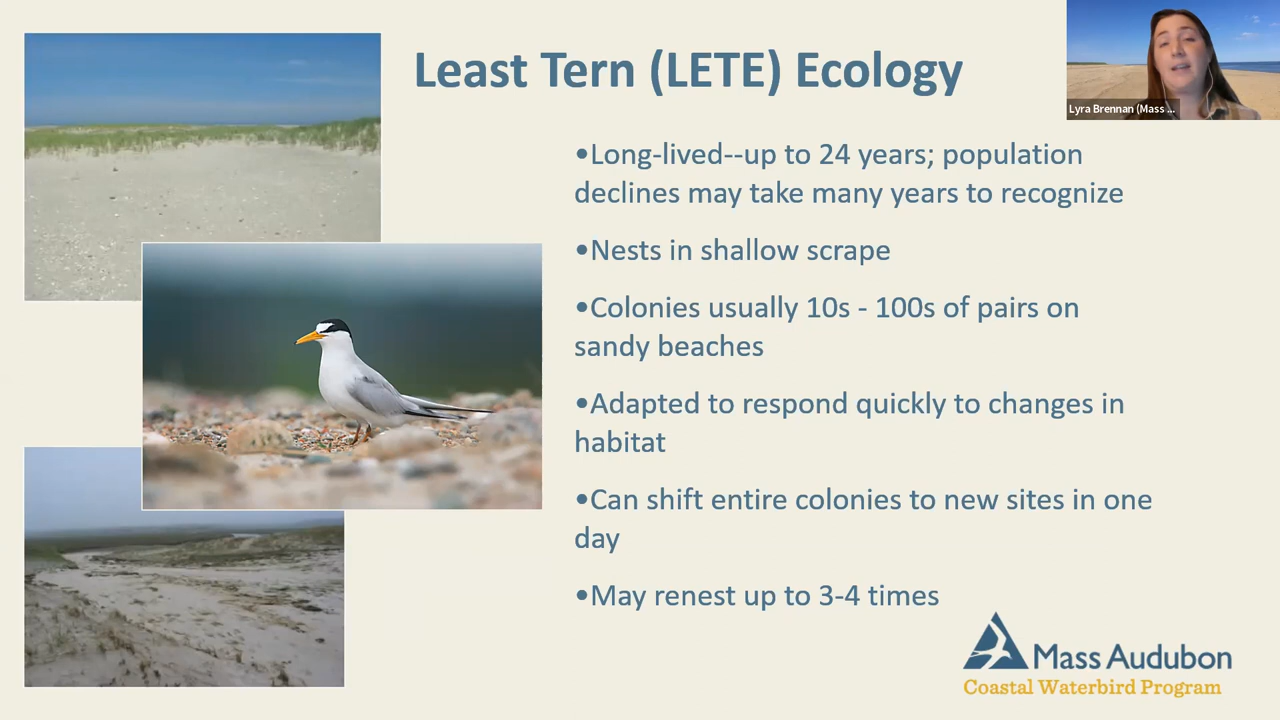 Least Tern (LETE) Ecology
Lyra Brennan (Mass ...
•Long-lived--up to 24 years; population
declines may take many years to recognize
•Nests in shallow scrape
•Colonies usually 10s - 100s of pairs on
sandy beaches
•Adapted to respond quickly to changes in
habitat
•Can shift entire colonies to new sites in one
day
•May renest up to 3-4 times
Mass Audubon
Coastal Waterbird Program